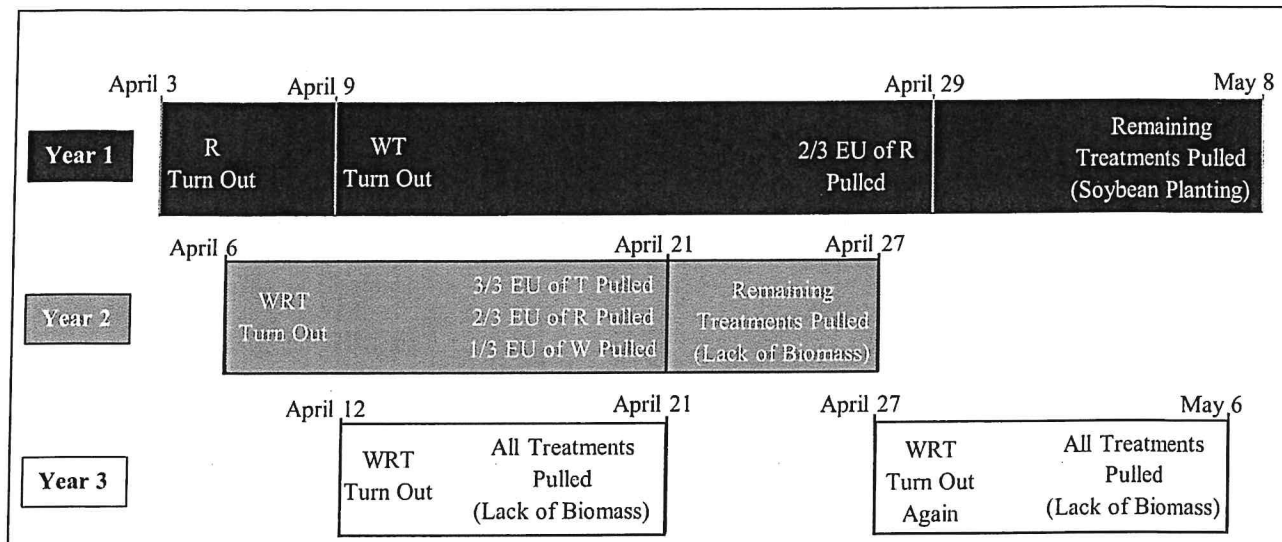 April 3
April 9
April 29
May 8
Year 1
R
Turn Out
WT
Turn Out
2/3 EU of R
Pulled
Remaining
Treatments Pulled
(Soybean Planting)
April 6
April 21
April 27
Year 2
WRT
Turn Out
3/3 EU of T Pulled
2/3 EU of R Pulled
1/3 EU of W Pulled
Remaining
Treatments Pulled
(Lack of Biomass)
April 12
April 21
April 27
May 6
Year 3
WRT
Turn Out
All Treatments
Pulled
(Lack of Biomass)
WRT
Turn Out
Again
All Treatments
Pulled
(Lack of Biomass)